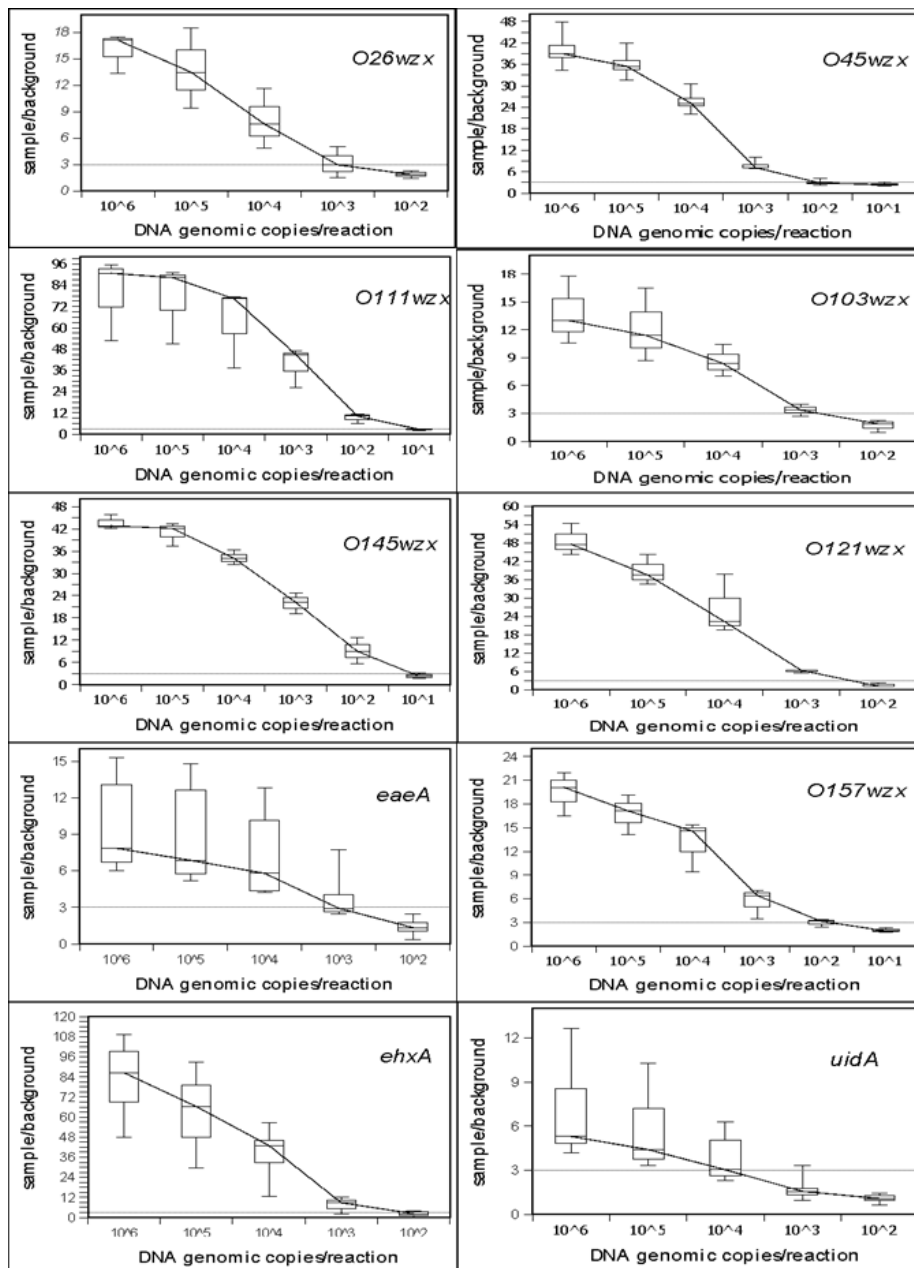 O26wzx
sample/background
18
15
12
9
6
3
0
10^6 10^5 10^4 10^3 10^2
DNA genomic copies/reaction
O45wzx
sample/background
48
42
36
30
24
18
12
6
0
10^6 10^5 10^4 10^3 10^2 10^1
DNA genomic copies/reaction
O111wzx
sample/background
96
84
72
60
48
36
24
12
0
10^6 10^5 10^4 10^3 10^2 10^1
DNA genomic copies/reaction
O103wzx
sample/background
18
15
12
9
6
3
0
10^6 10^5 10^4 10^3 10^2
DNA genomic copies/reaction
O145wzx
sample/background
48
42
36
30
24
18
12
6
0
10^6 10^5 10^4 10^3 10^2 10^1
DNA genomic copies/reaction
O121wzx
sample/background
60
54
48
42
36
30
24
18
12
6
0
10^6 10^5 10^4 10^3 10^2
DNA genomic copies/reaction
eaeA
sample/background
15
12
9
6
3
0
10^6 10^5 10^4 10^3 10^2
DNA genomic copies/reaction
O157wzx
sample/background
24
21
18
15
12
9
6
3
0
10^6 10^5 10^4 10^3 10^2 10^1
DNA genomic copies/reaction
ehxA
sample/background
120
108
96
84
72
60
48
36
24
12
0
10^6 10^5 10^4 10^3 10^2
DNA genomic copies/reaction
uidA
sample/background
12
9
6
3
0
10^6 10^5 10^4 10^3 10^2
DNA genomic copies/reaction